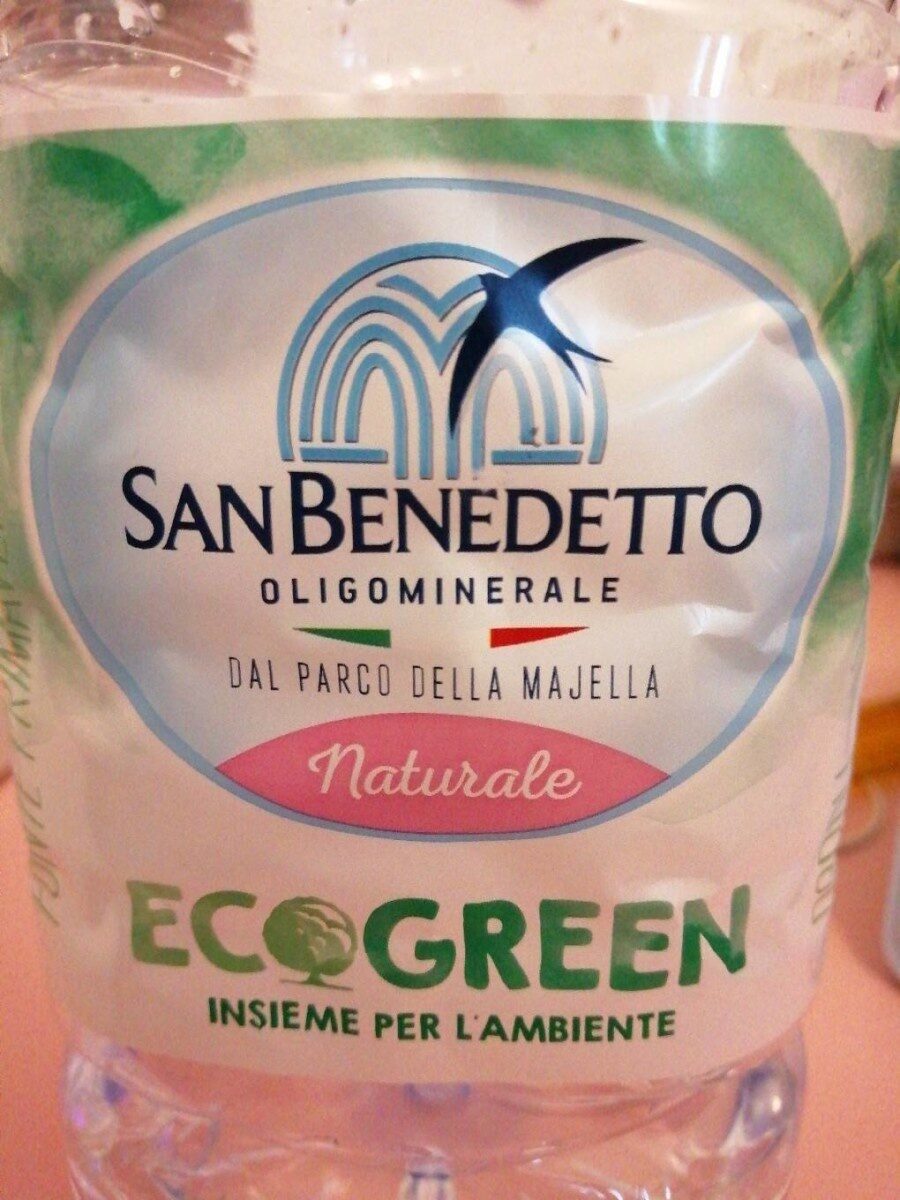 SAN BENEDETTO
OLIGOMINERALE
DAL PARCO DELLA MAJELLA
Naturale
ECOGREEN
INSIEME PER L'AMBIENTE